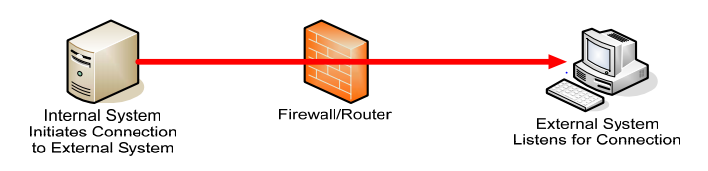 Internal System
Initiates Connection
to External System
Firewall/Router
External System
Listens for Connection